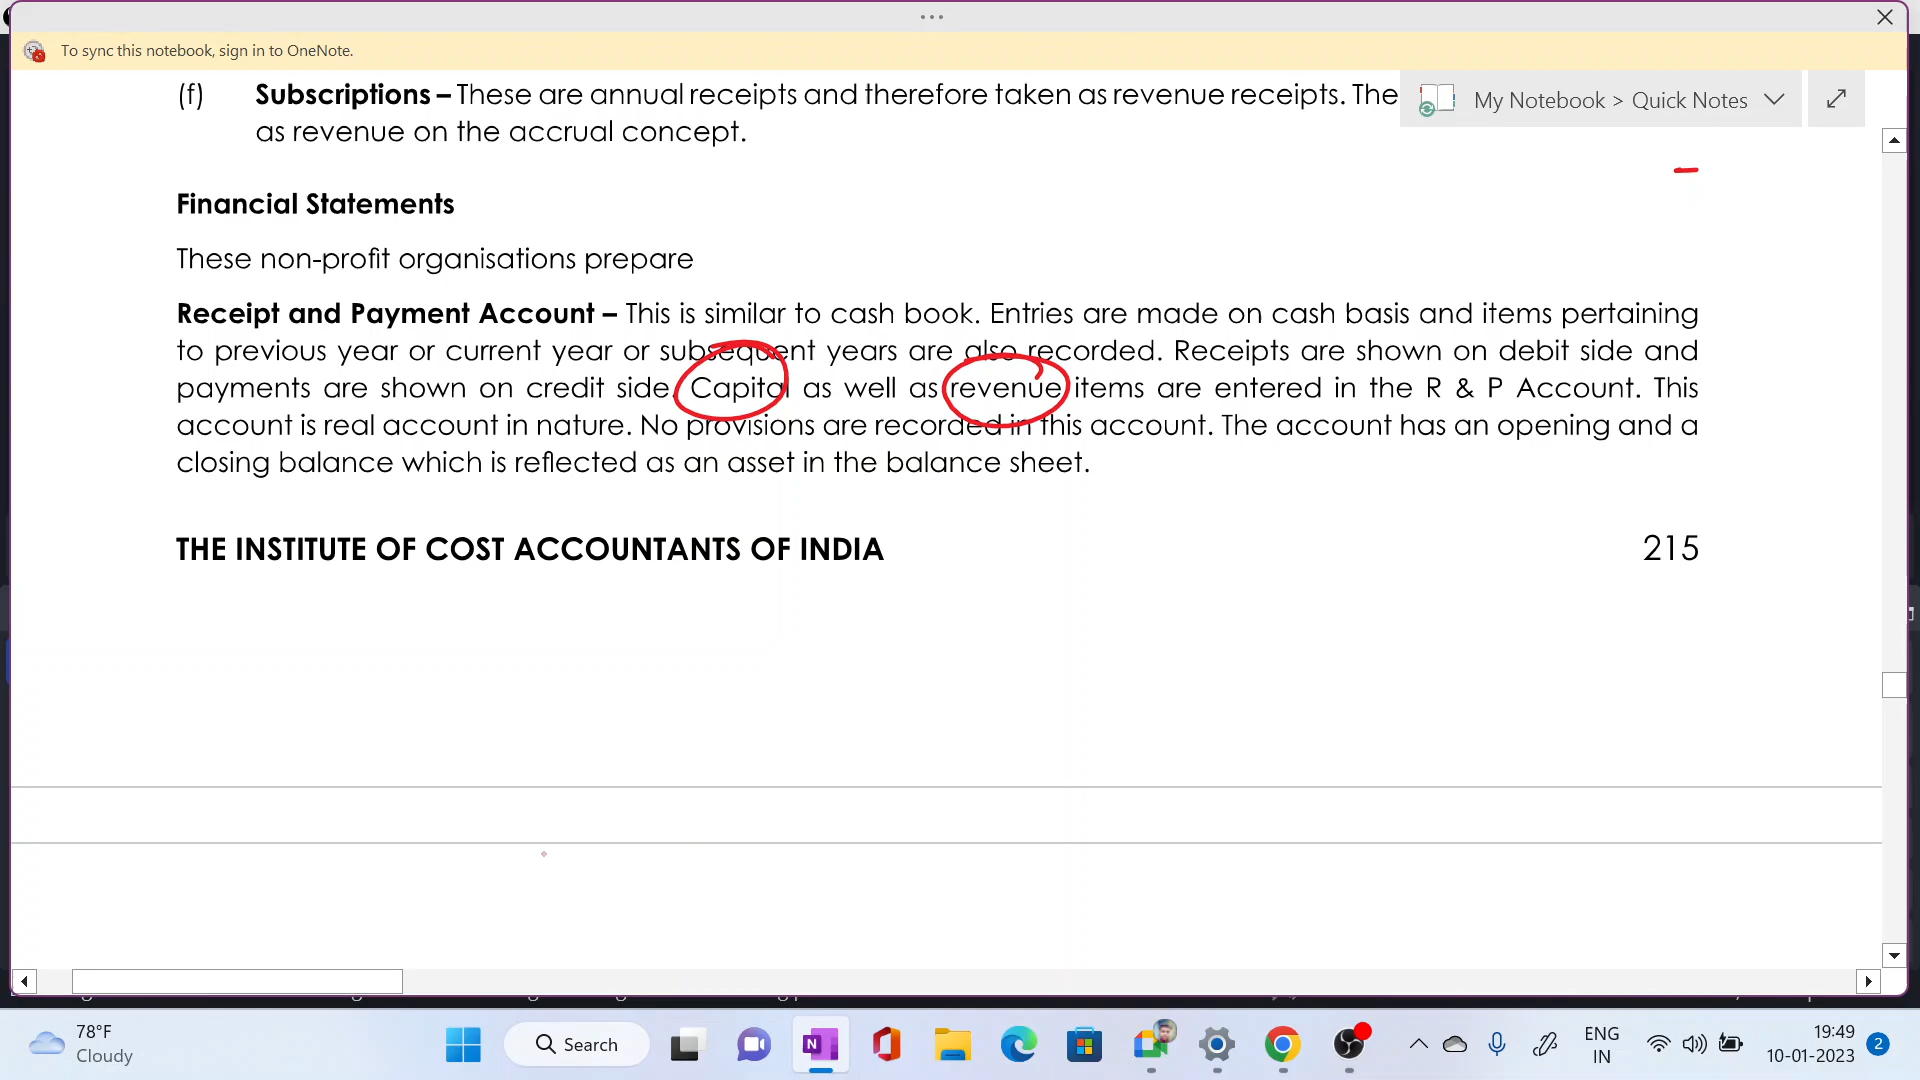 To sync this notebook, sign in to OneNote.
(f) Subscriptions – These are annual receipts and therefore taken as revenue receipts. The
as revenue on the accrual concept.
My Notebook > Quick Notes
Financial Statements
These non-profit organisations prepare
Receipt and Payment Account – This is similar to cash book. Entries are made on cash basis and items pertaining
to previous year or current year or subsequent years are also recorded. Receipts are shown on debit side and
payments are shown on credit side. Capital as well as revenue items are entered in the R & P Account. This
account is real account in nature. No provisions are recorded in this account. The account has an opening and a
closing balance which is reflected as an asset in the balance sheet.
THE INSTITUTE OF COST ACCOUNTANTS OF INDIA 215
78°F
Cloudy
Search
ENG
IN
19:49
10-01-2023
2